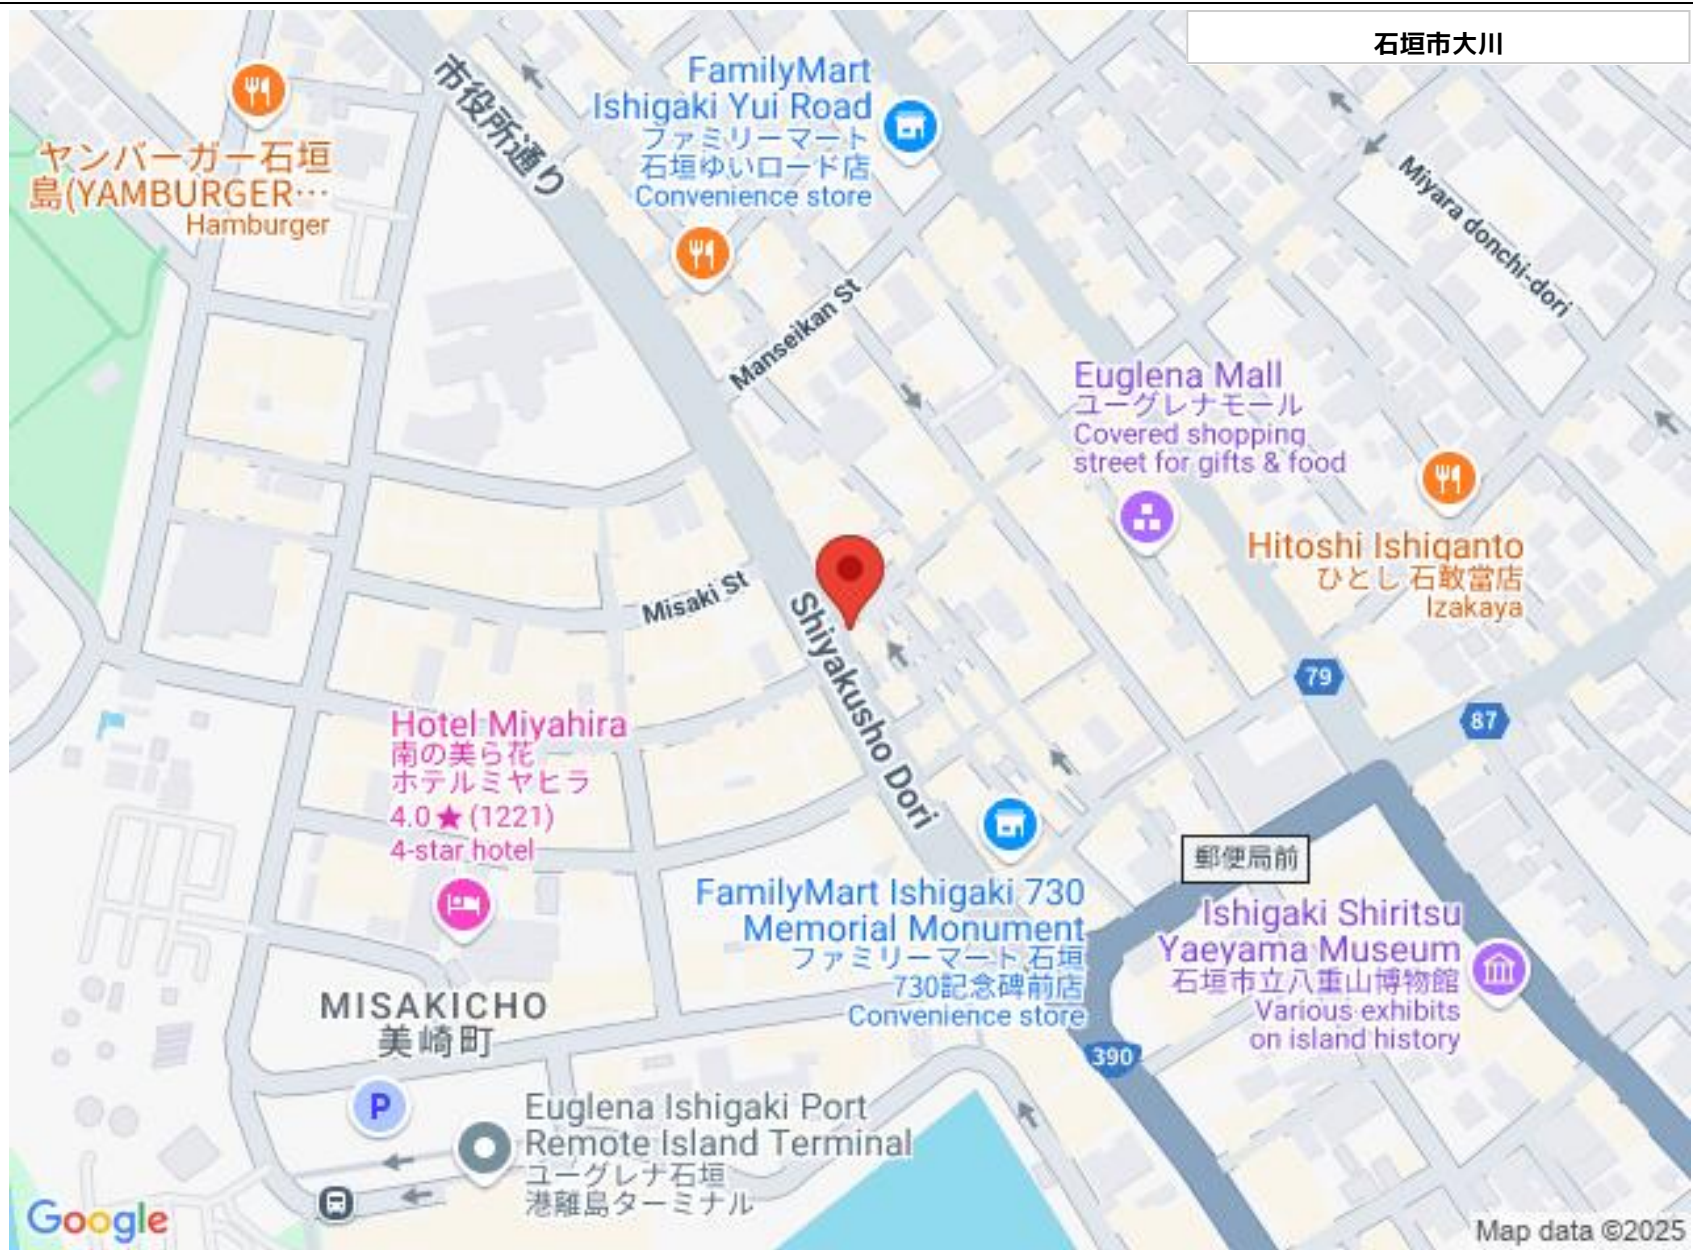 石垣市大川
FamilyMart
Ishigaki Yui Road
ファミリーマート
石垣ゆいロード店
Convenience store
市役所通り
ヤンバーガー石垣
島(YAMBURGER…
Hamburger
Miyara donchi-dori
Manseikan St
Euglena Mall
ユーグレナモール
Covered shopping
street for gifts & food
Hitoshi Ishiganto
ひとし 石敢當店
Izakaya
Misaki St
Shiyakusho Dori
79
87
Hotel Miyahira
南の美ら花
ホテルミヤヒラ
4.0★(1221)
4-star hotel
郵便局前
FamilyMart Ishigaki 730
Memorial Monument
ファミリーマート 石垣
730記念碑前店
Convenience store
Ishigaki Shiritsu
Yaeyama Museum
石垣市立八重山博物館
Various exhibits
on island history
390
MISAKICHO
美崎町
P
Euglena Ishigaki Port
Remote Island Terminal
ユーグレナ石垣
港離島ターミナル
Google
Map data ©2025